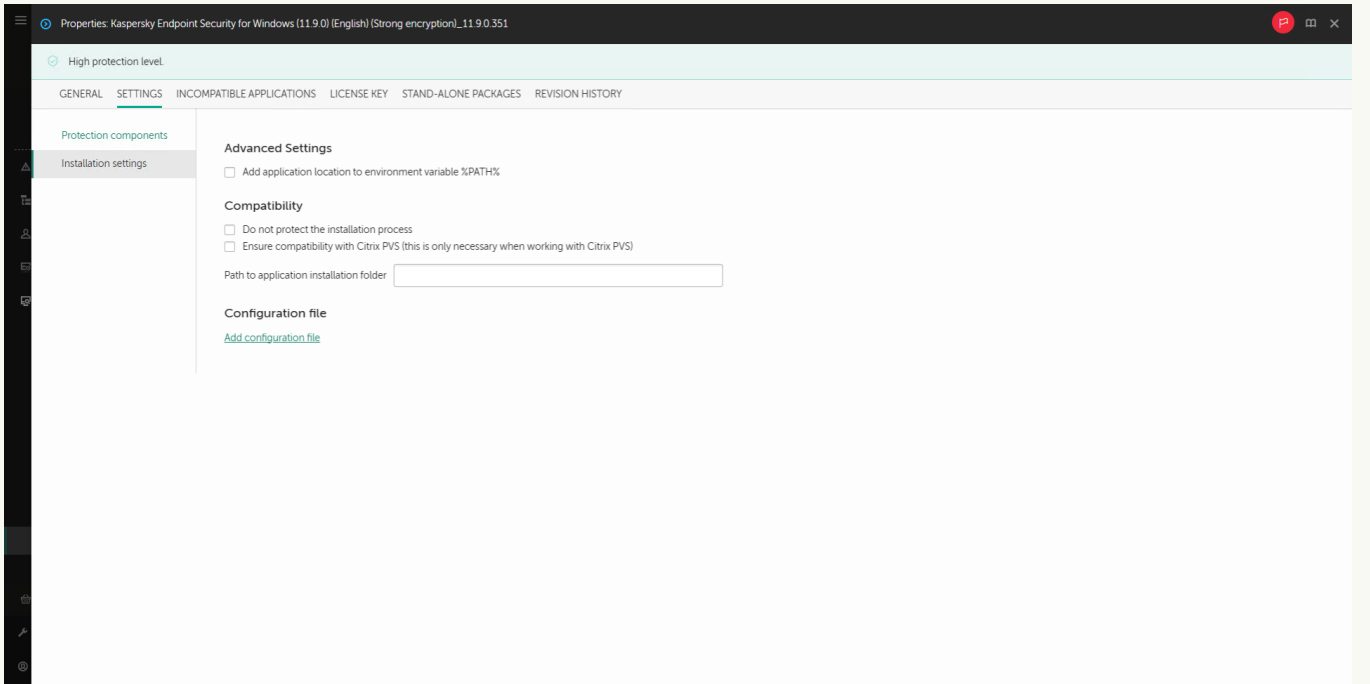 Properties: Kaspersky Endpoint Security for Windows (11.9.0) (English) (Strong encryption)_11.9.0.351
High protection level.
GENERAL SETTINGS INCOMPATIBLE APPLICATIONS LICENSE KEY STAND-ALONE PACKAGES REVISION HISTORY
Protection components
Installation settings
Advanced Settings
Add application location to environment variable %PATH%
Compatibility
Do not protect the installation process
Ensure compatibility with Citrix PVS (this is only necessary when working with Citrix PVS)
Path to application installation folder
Configuration file
Add configuration file